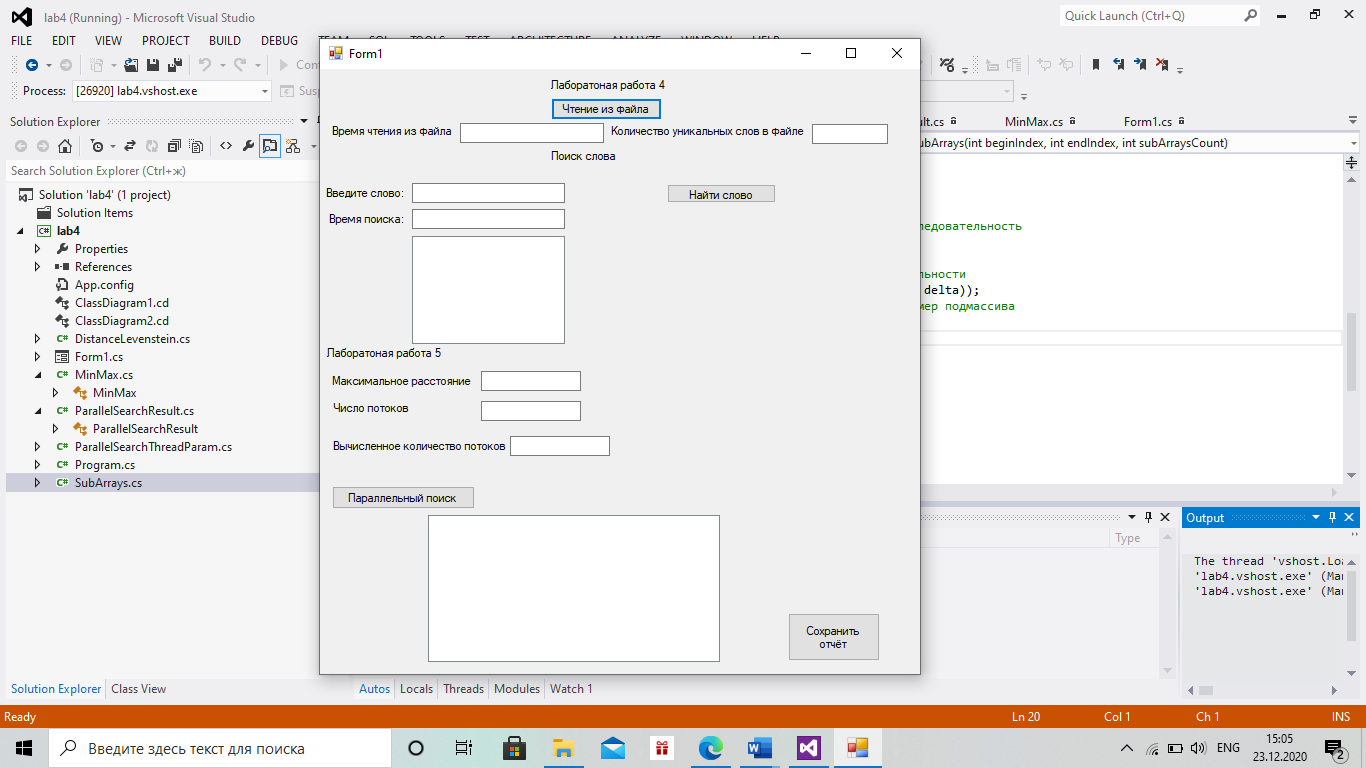 lab4 (Running) - Microsoft Visual Studio
Quick Launch (Ctrl+Q)
FILE EDIT VIEW PROJECT BUILD DEBUG
Process: [26920] lab4.vshost.exe
Solution Explorer
Search Solution Explorer (Ctrl+ж)
Solution 'lab4' (1 project)
Solution Items
lab4
Properties
References
App.config
ClassDiagram1.cd
ClassDiagram2.cd
DistanceLevenstein.cs
Form1.cs
MinMax.cs
MinMax
ParallelSearchResult.cs
ParallelSearchResult
ParallelSearchThreadParam.cs
Program.cs
SubArrays.cs
Solution Explorer Class View
Form1
Лаборатоная работа 4
Чтение из файла
Время чтения из файла
Количество уникальных слов в файле
Поиск слова
Введите слово:
Найти слово
Время поиска:
Лаборатоная работа 5
Максимальное расстояние
Число потоков
Вычисленное количество потоков
Параллельный поиск
Сохранить
отчёт
ult.cs MinMax.cs Form1.cs
ubArrays(int beginIndex, int endIndex, int subArraysCount)
ледовательность
льности
delta));
мер подмассива
Type
Output
The thread 'vshost.Loa
'lab4.vshost.exe' (Mar
'lab4.vshost.exe' (Mar
Autos Locals Threads Modules Watch 1
Ready Ln 20 Col 1 Ch 1 INS
Введите здесь текст для поиска
ENG
15:05
23.12.2020
2